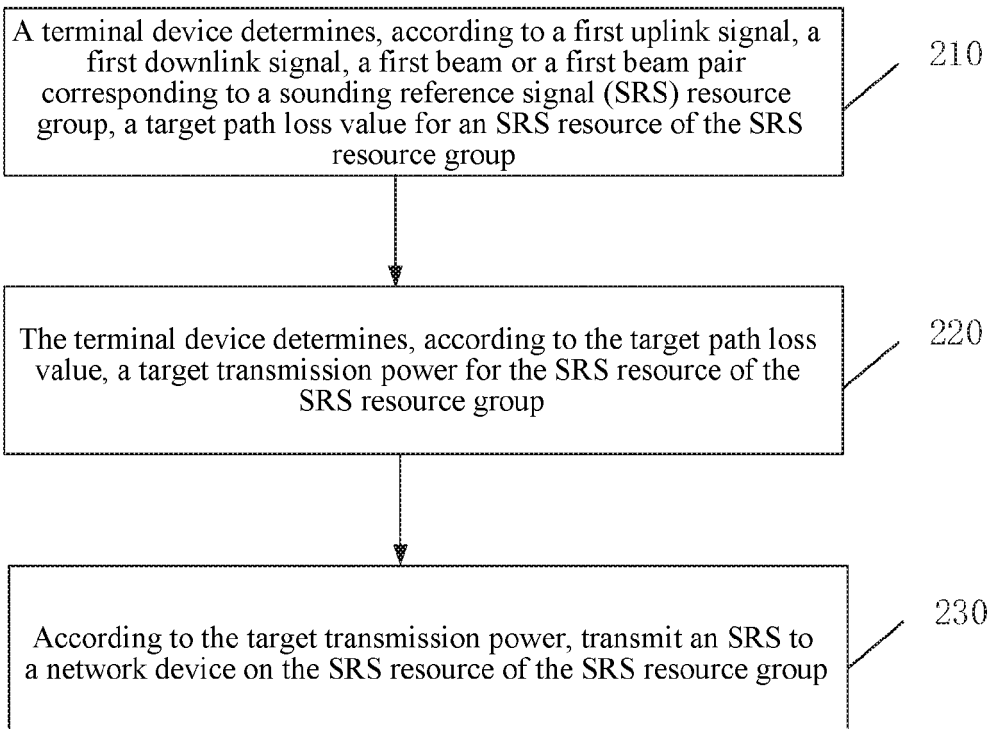 A terminal device determines, according to a first uplink signal, a
first downlink signal, a first beam or a first beam pair
corresponding to a sounding reference signal (SRS) resource
group, a target path loss value for an SRS resource of the SRS
resource group
210
The terminal device determines, according to the target path loss
value, a target transmission power for the SRS resource of the
SRS resource group
220
According to the target transmission power, transmit an SRS to
a network device on the SRS resource of the SRS resource group
230